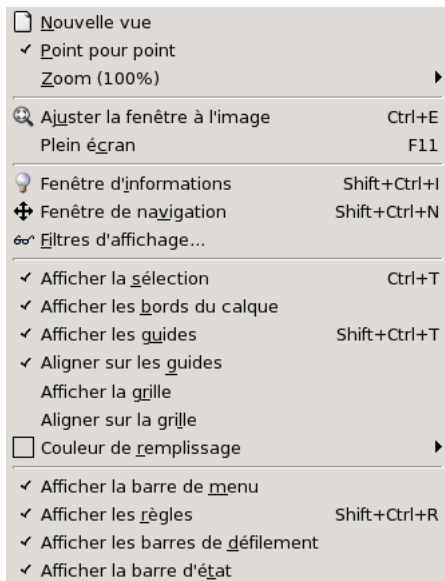 Nouvelle vue
Point pour point
Zoom (100%)
Ajuster la fenêtre à l'image Ctrl+E
Plein écran F11
Fenêtre d'informations Shift+Ctrl+I
Fenêtre de navigation Shift+Ctrl+N
Filtres d'affichage...
Afficher la sélection Ctrl+T
Afficher les bords du calque
Afficher les guides Shift+Ctrl+T
Aligner sur les guides
Afficher la grille
Aligner sur la grille
Couleur de remplissage
Afficher la barre de menu
Afficher les règles Shift+Ctrl+R
Afficher les barres de défilement
Afficher la barre d'état